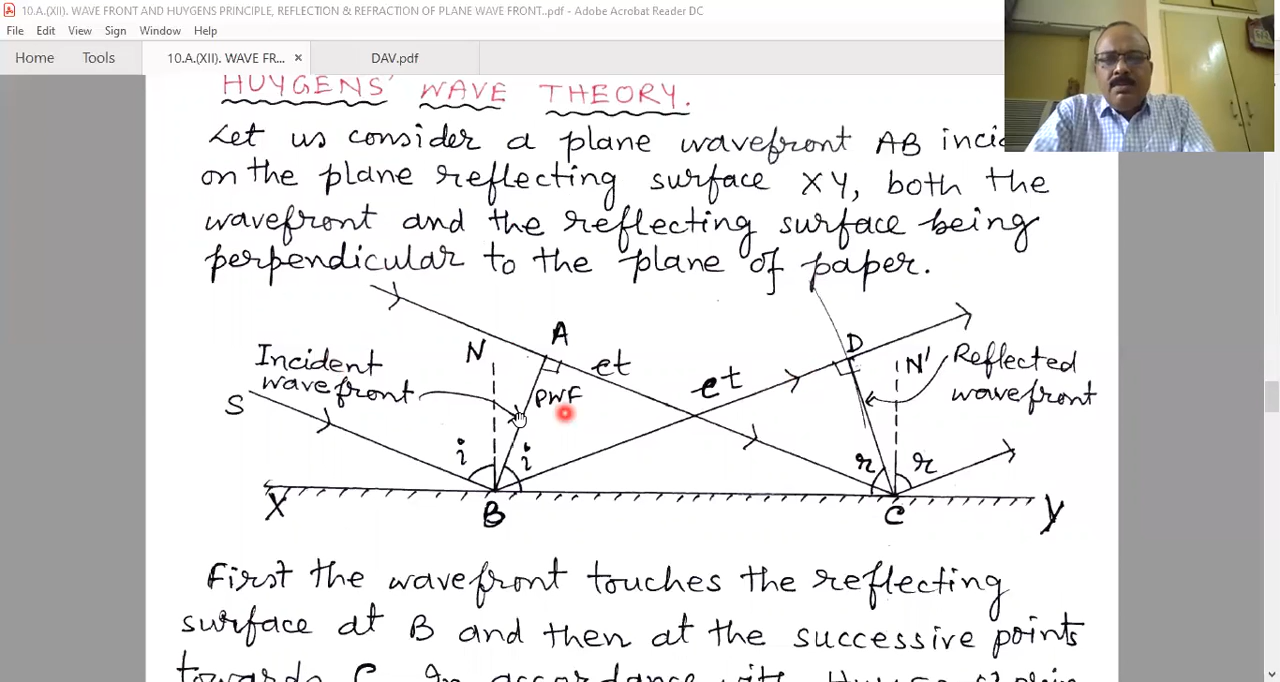 10.A.(XII). WAVE FRONT AND HUYGENS PRINCIPLE, REFLECTION & REFRACTION OF PLANE WAVE FRONT..pdf - Adobe Acrobat Reader DC
File Edit View Sign Window Help
Home Tools 10.A.(XII). WAVE FR... × DAV.pdf
HUYGENS' WAVE THEORY.
Let us consider a plane wavefront AB
on the plane reflecting surface XY, both the
wavefront and the reflecting surface being
perpendicular to the plane of paper.
A
N
ct
D
N'
Reflected
wavefront
Incident
wavefront
PWF
ct
S
i
i
r
r
X
B
C
Y
First the wavefront touches the reflecting
surface at B and then at the successive points
towards C. In accordance with